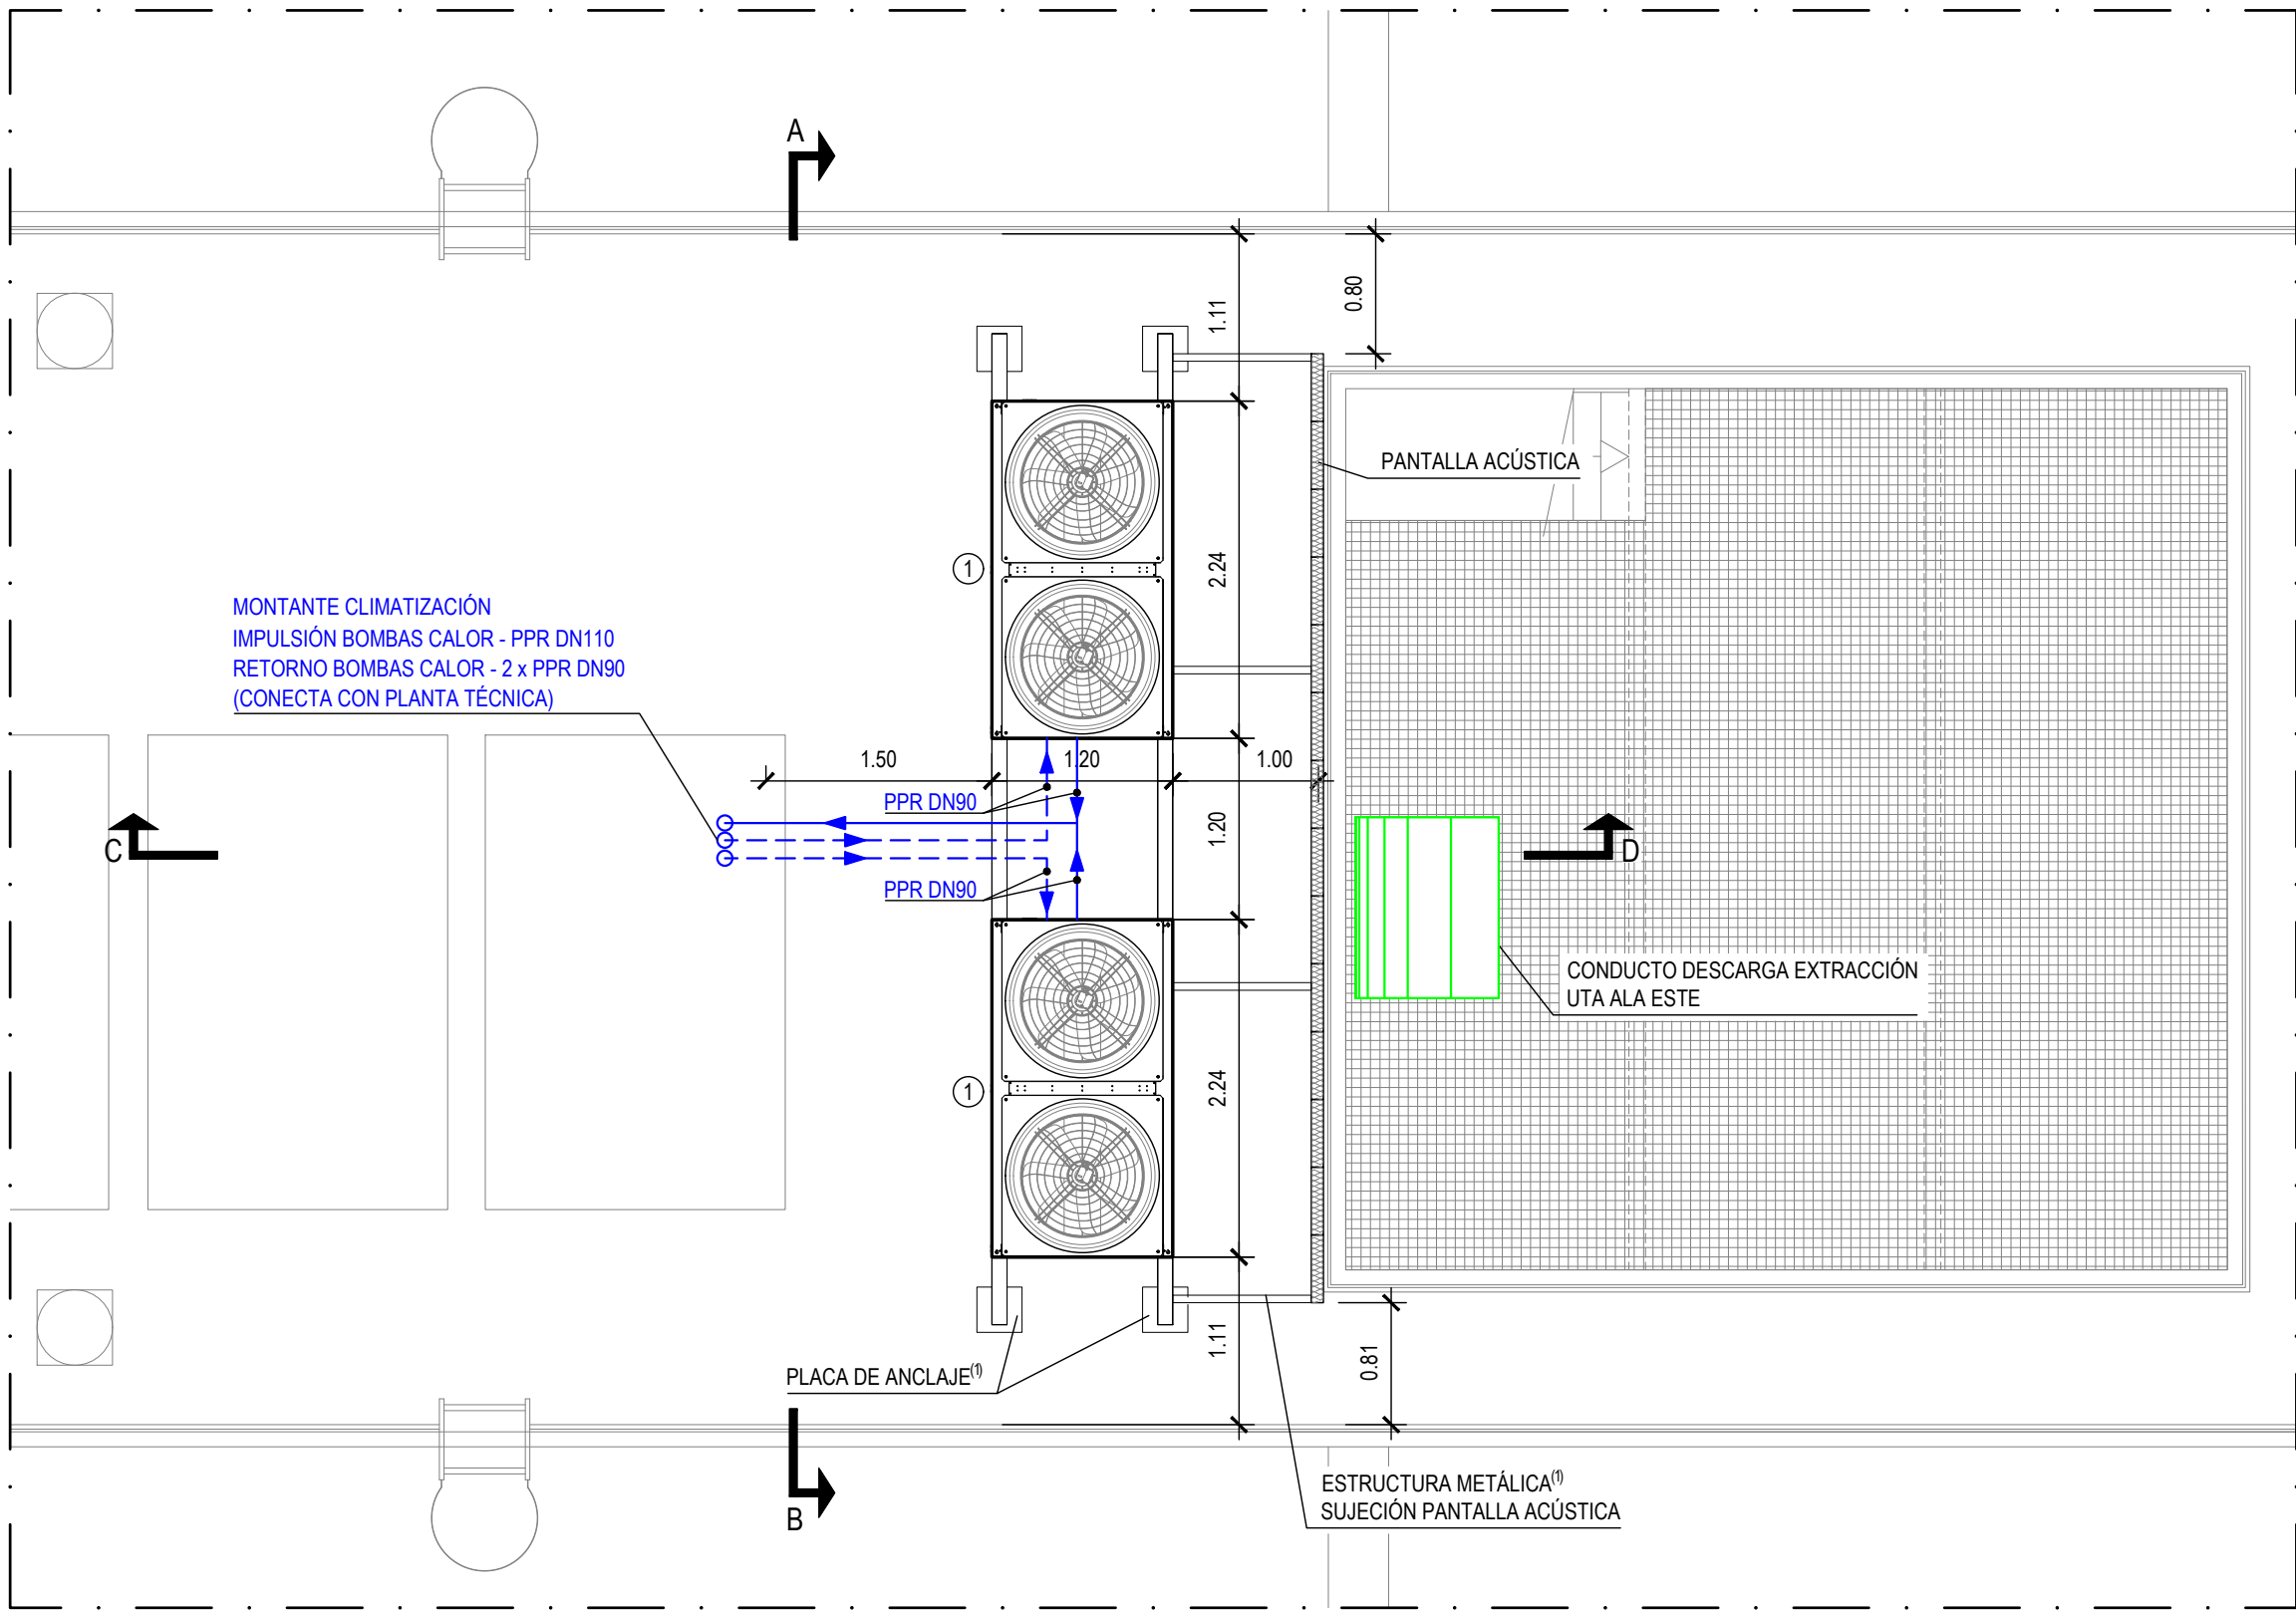 A
1.11
0.80
PANTALLA ACÚSTICA
1
2.24
MONTANTE CLIMATIZACIÓN
IMPULSIÓN BOMBAS CALOR - PPR DN110
RETORNO BOMBAS CALOR - 2 x PPR DN90
(CONECTA CON PLANTA TÉCNICA)
1.50
1.20
1.00
PPR DN90
1.20
C
D
PPR DN90
CONDUCTO DESCARGA EXTRACCIÓN
UTA ALA ESTE
1
2.24
1.11
0.81
PLACA DE ANCLAJE(1)
ESTRUCTURA METÁLICA(1)
SUJECIÓN PANTALLA ACÚSTICA
B